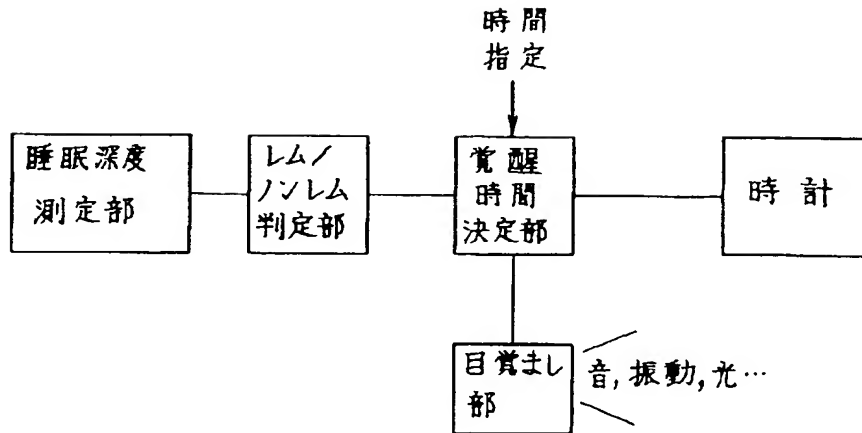 時間
指定
睡眠深度
測定部
レム/
ノンレム
判定部
覚醒
時間
決定部
時計
目覚まし
部
音,振動,光…